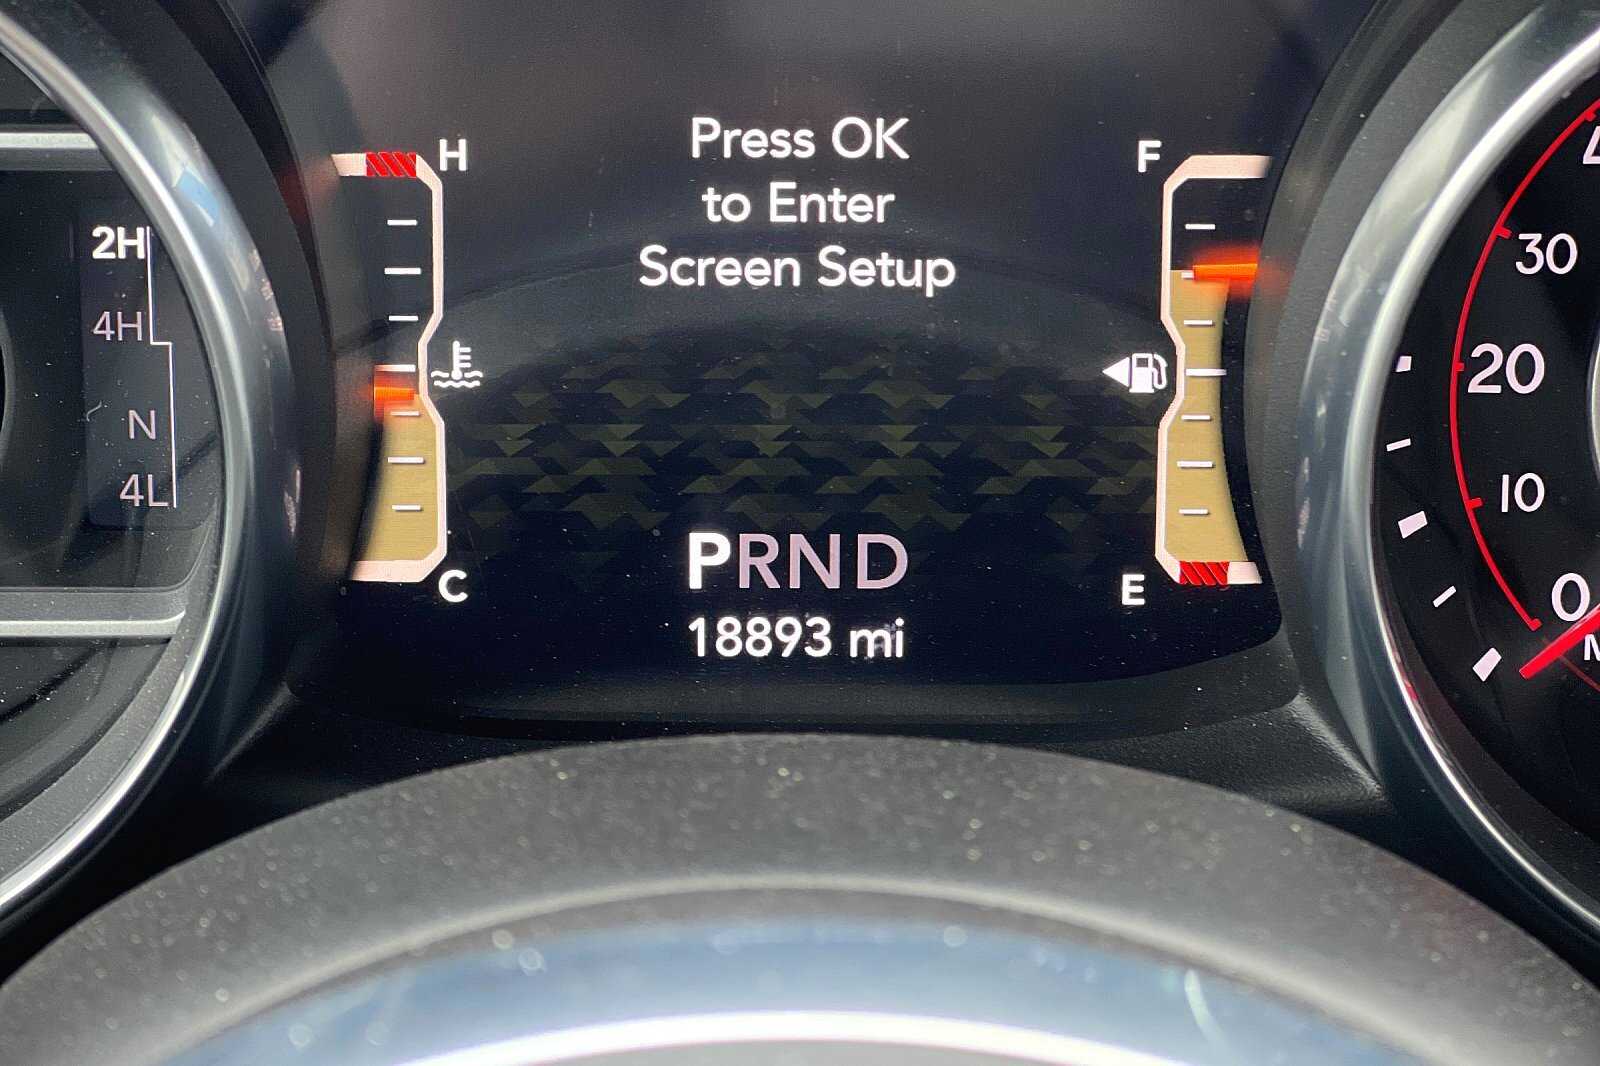 Press OK
to Enter
Screen Setup
H
C
F
E
2H
4H
N
4L
PRND
18893 mi
30
20
10
0